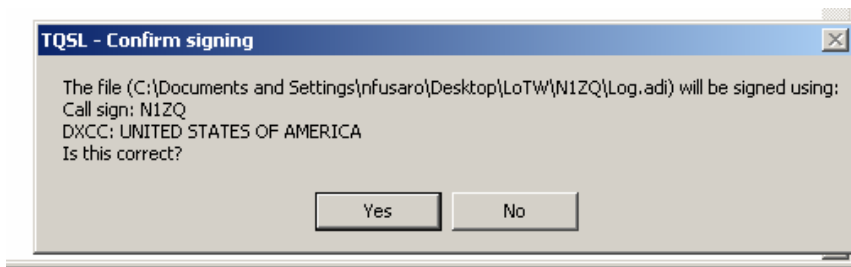 TQSL - Confirm signing
The file (C:\Documents and Settings\nfusaro\Desktop\LoTW\N1ZQ\Log.adi) will be signed using:
Call sign: N1ZQ
DXCC: UNITED STATES OF AMERICA
Is this correct?
Yes No